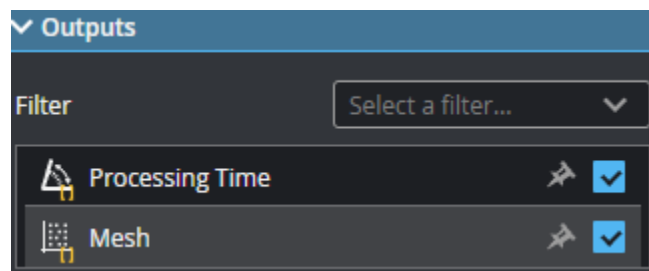 Outputs
Filter
Select a filter...
Processing Time
Mesh